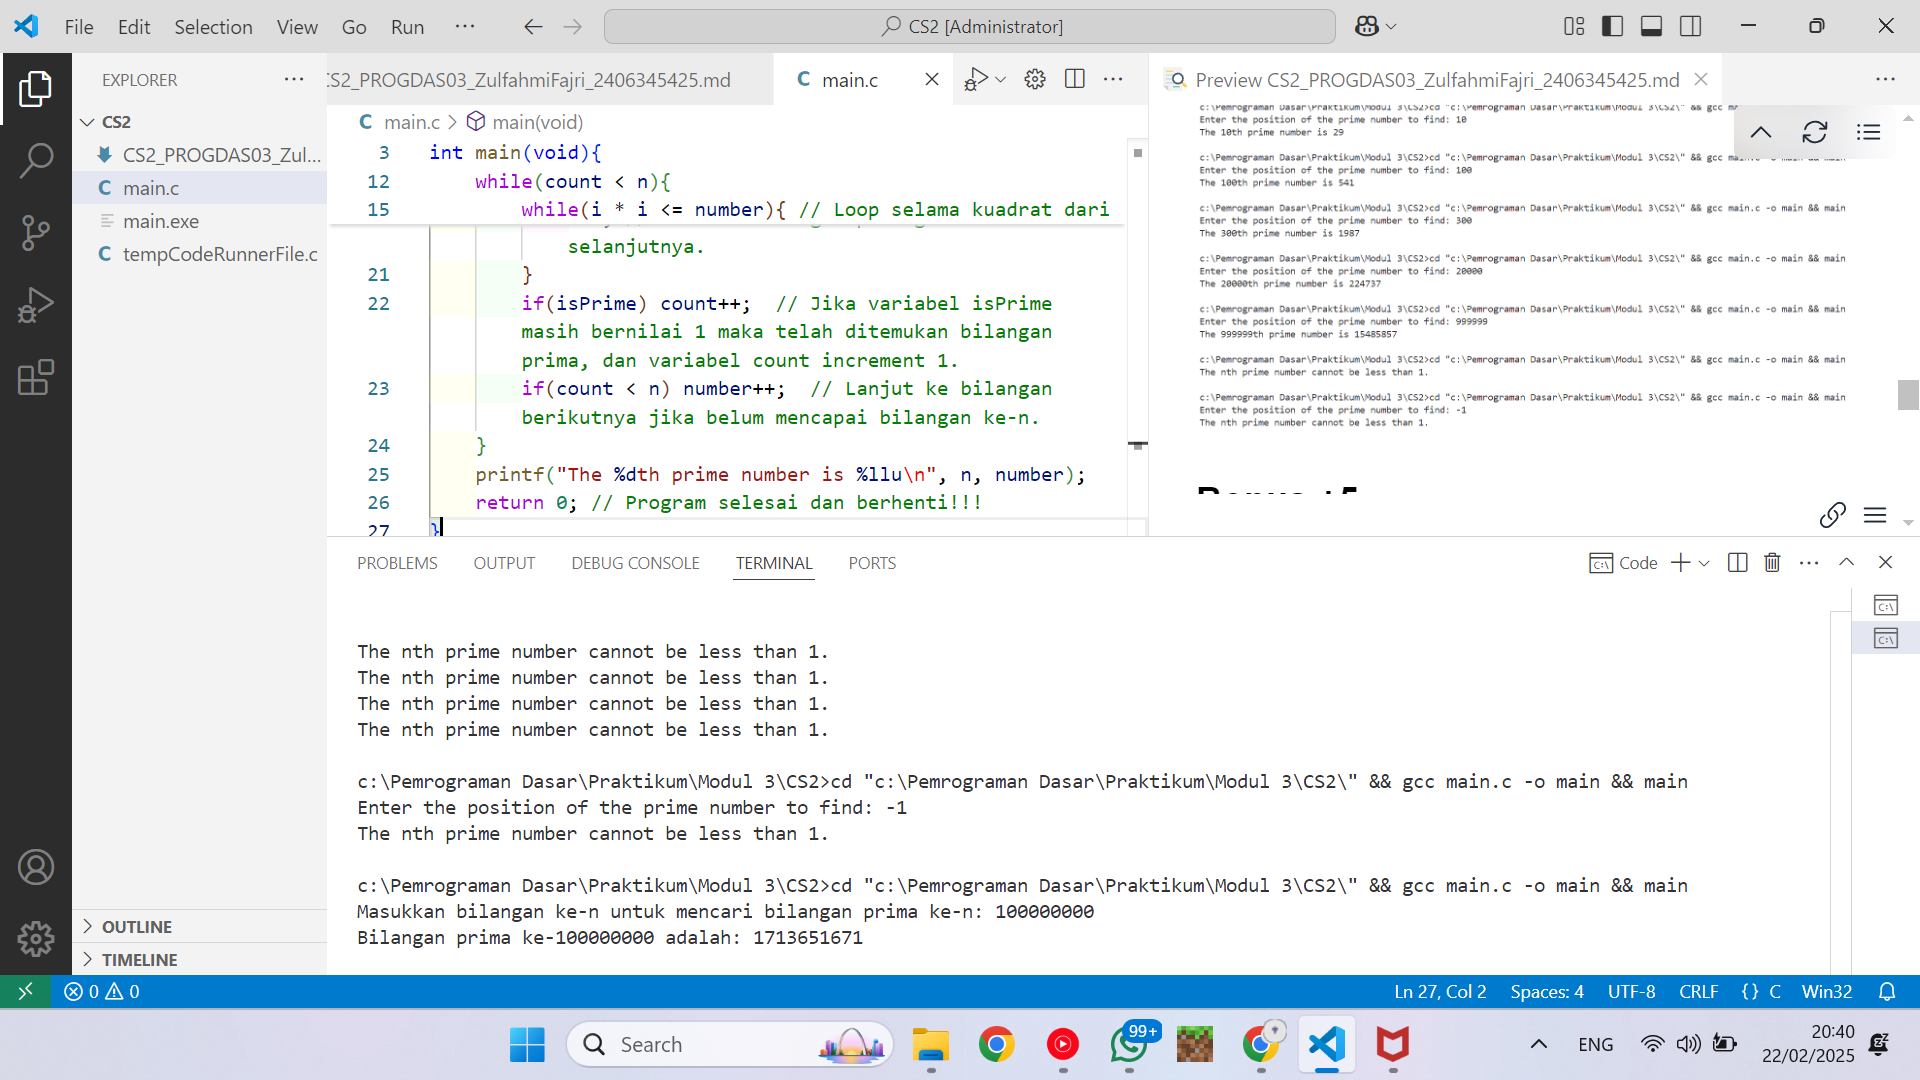 File Edit Selection View Go Run ···
CS2 [Administrator]
EXPLORER
CS2
CS2_PROGDAS03_Zul...
main.c
main.exe
tempCodeRunnerFile.c
OUTLINE
TIMELINE
CS2_PROGDAS03_ZulfahmiFajri_2406345425.md
main.c
main.c > main(void)
3 int main(void){
12 while(count < n){
15 while(i * i <= number){ // Loop selama kuadrat dari
selanjutnya.
21 }
22 if(isPrime) count++; // Jika variabel isPrime
masih bernilai 1 maka telah ditemukan bilangan
prima, dan variabel count increment 1.
23 if(count < n) number++; // Lanjut ke bilangan
berikutnya jika belum mencapai bilangan ke-n.
24 }
25 printf("The %dth prime number is %llu\n", n, number);
26 return 0; // Program selesai dan berhenti!!!
27 }
Preview CS2_PROGDAS03_ZulfahmiFajri_2406345425.md
c:\Pemrograman Dasar\Praktikum\Modul 3\CS2>cd "c:\Pemrograman Dasar\Praktikum\Modul 3\CS2\" && gcc
Enter the position of the prime number to find: 10
The 10th prime number is 29
c:\Pemrograman Dasar\Praktikum\Modul 3\CS2>cd "c:\Pemrograman Dasar\Praktikum\Modul 3\CS2\" && gcc main.c -o main && main
Enter the position of the prime number to find: 100
The 100th prime number is 541
c:\Pemrograman Dasar\Praktikum\Modul 3\CS2>cd "c:\Pemrograman Dasar\Praktikum\Modul 3\CS2\" && gcc main.c -o main && main
Enter the position of the prime number to find: 300
The 300th prime number is 1987
c:\Pemrograman Dasar\Praktikum\Modul 3\CS2>cd "c:\Pemrograman Dasar\Praktikum\Modul 3\CS2\" && gcc main.c -o main && main
Enter the position of the prime number to find: 20000
The 20000th prime number is 224737
c:\Pemrograman Dasar\Praktikum\Modul 3\CS2>cd "c:\Pemrograman Dasar\Praktikum\Modul 3\CS2\" && gcc main.c -o main && main
Enter the position of the prime number to find: 999999
The 999999th prime number is 15485857
c:\Pemrograman Dasar\Praktikum\Modul 3\CS2>cd "c:\Pemrograman Dasar\Praktikum\Modul 3\CS2\" && gcc main.c -o main && main
The nth prime number cannot be less than 1.
c:\Pemrograman Dasar\Praktikum\Modul 3\CS2>cd "c:\Pemrograman Dasar\Praktikum\Modul 3\CS2\" && gcc main.c -o main && main
Enter the position of the prime number to find: -1
The nth prime number cannot be less than 1.
PROBLEMS OUTPUT DEBUG CONSOLE TERMINAL PORTS
Code
The nth prime number cannot be less than 1.
The nth prime number cannot be less than 1.
The nth prime number cannot be less than 1.
The nth prime number cannot be less than 1.
c:\Pemrograman Dasar\Praktikum\Modul 3\CS2>cd "c:\Pemrograman Dasar\Praktikum\Modul 3\CS2\" && gcc main.c -o main && main
Enter the position of the prime number to find: -1
The nth prime number cannot be less than 1.
c:\Pemrograman Dasar\Praktikum\Modul 3\CS2>cd "c:\Pemrograman Dasar\Praktikum\Modul 3\CS2\" && gcc main.c -o main && main
Masukkan bilangan ke-n untuk mencari bilangan prima ke-n: 100000000
Bilangan prima ke-100000000 adalah: 1713651671
0 0
Ln 27, Col 2 Spaces: 4 UTF-8 CRLF {} C Win32
Search
99+
ENG
20:40
22/02/2025